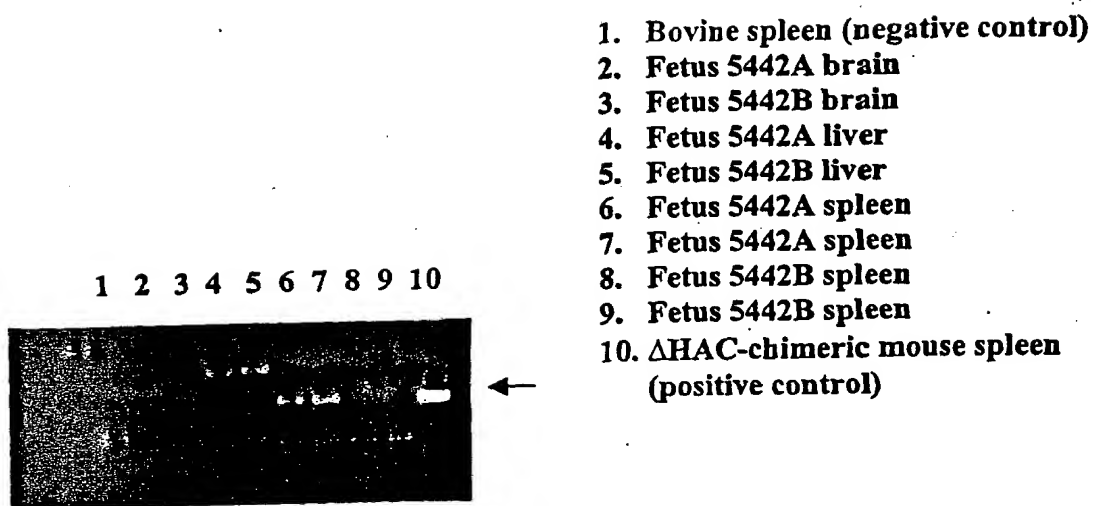 1. Bovine spleen (negative control)
2. Fetus 5442A brain
3. Fetus 5442B brain
4. Fetus 5442A liver
5. Fetus 5442B liver
6. Fetus 5442A spleen
7. Fetus 5442A spleen
8. Fetus 5442B spleen
9. Fetus 5442B spleen
10. ΔHAC-chimeric mouse spleen
(positive control)
1 2 3 4 5 6 7 8 9 10